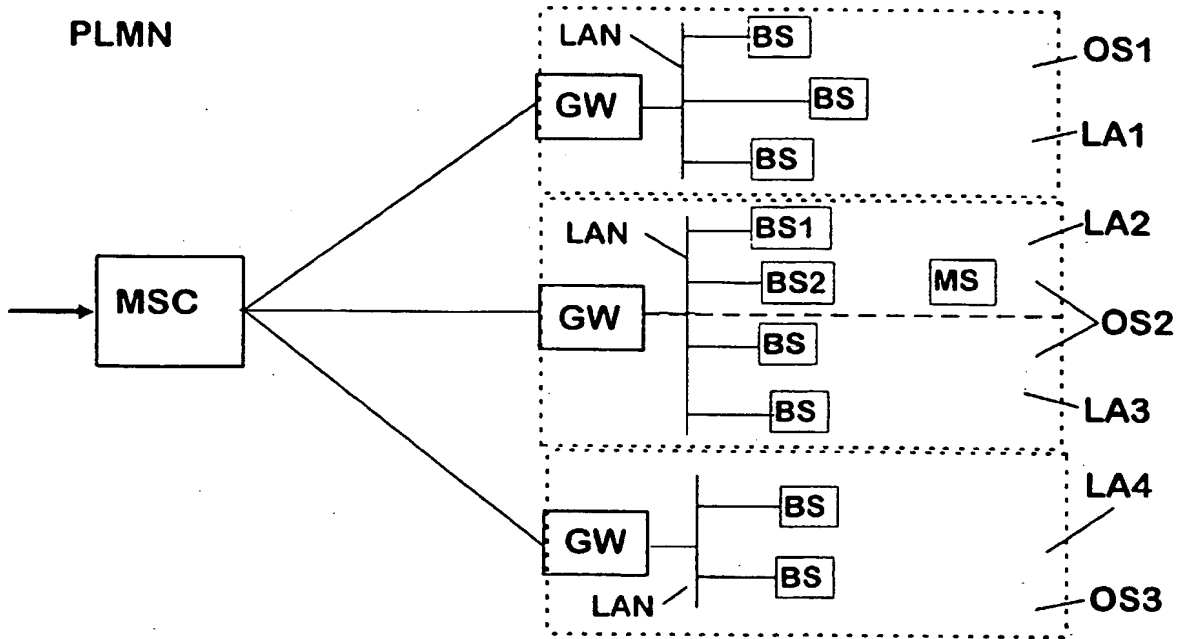 PLMN
LAN
BS
OS1
GW
BS
LA1
BS
LAN
BS1
LA2
BS2
MS
MSC
GW
OS2
BS
BS
LA3
LA4
BS
GW
BS
LAN
OS3